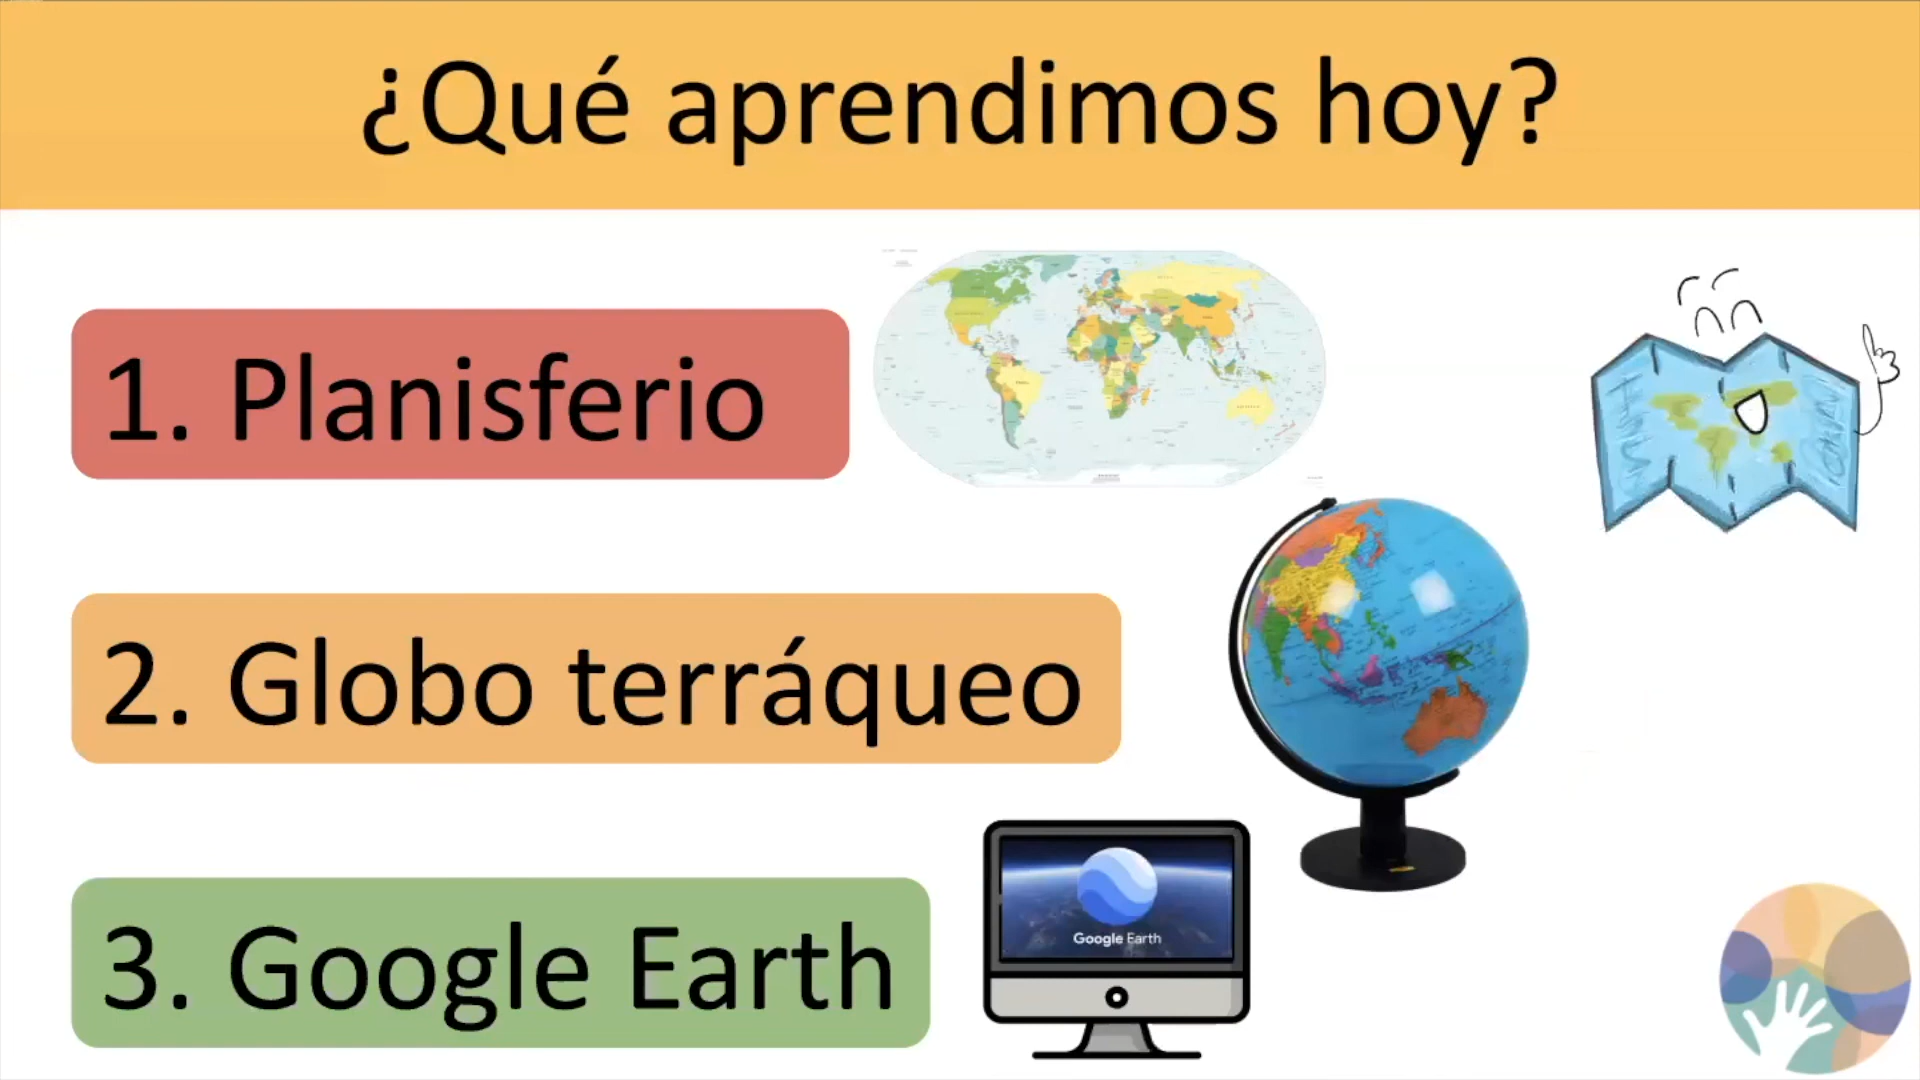 ¿Qué aprendimos hoy?
1. Planisferio
2. Globo terráqueo
3. Google Earth
Google Earth